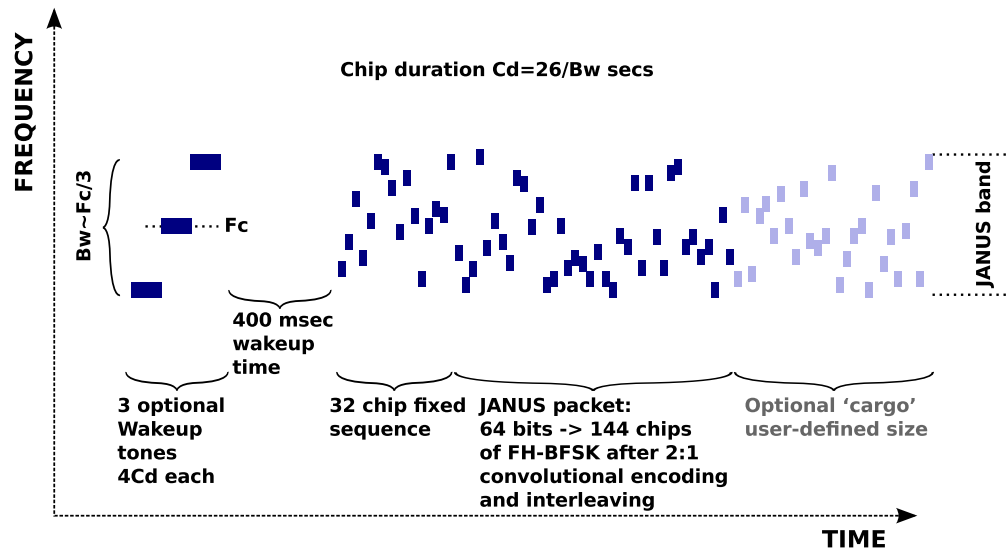 FREQUENCY
Chip duration Cd=26/Bw secs
Bw~Fc/3
Fc
JANUS band
400 msec
wakeup
time
3 optional
Wakeup
tones
4Cd each
32 chip fixed
sequence
JANUS packet:
64 bits -> 144 chips
of FH-BFSK after 2:1
convolutional encoding
and interleaving
Optional ‘cargo’
user-defined size
TIME